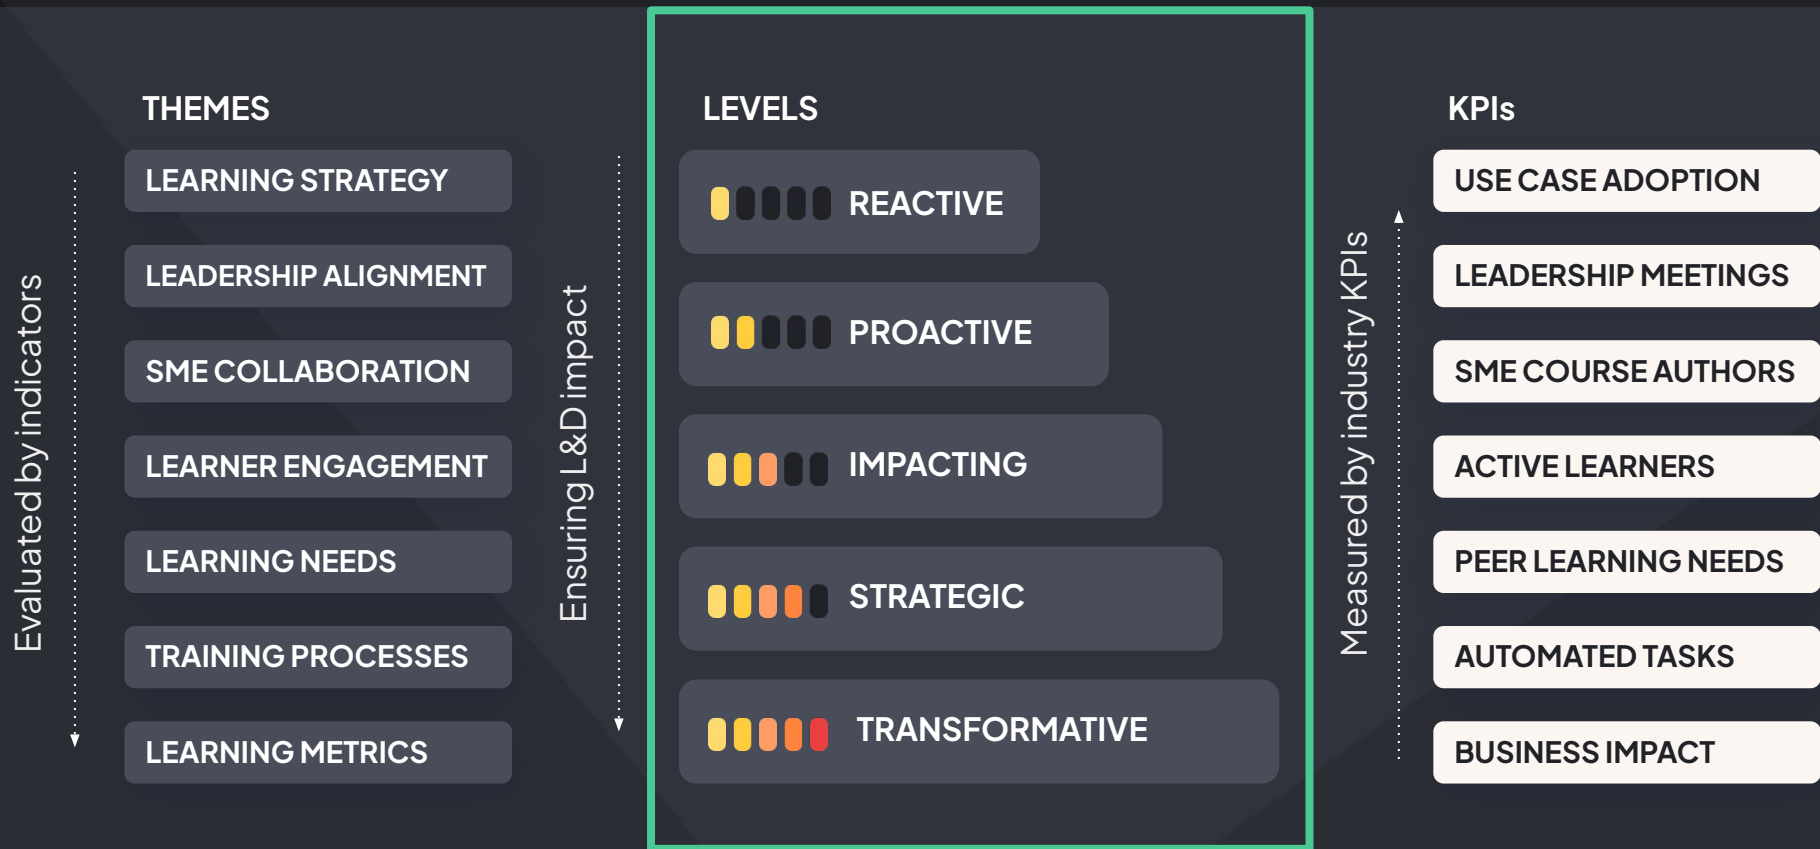 Evaluated by indicators
THEMES
LEARNING STRATEGY
LEADERSHIP ALIGNMENT
SME COLLABORATION
LEARNER ENGAGEMENT
LEARNING NEEDS
TRAINING PROCESSES
LEARNING METRICS
Ensuring L&D impact
LEVELS
REACTIVE
PROACTIVE
IMPACTING
STRATEGIC
TRANSFORMATIVE
Measured by industry KPIs
KPIs
USE CASE ADOPTION
LEADERSHIP MEETINGS
SME COURSE AUTHORS
ACTIVE LEARNERS
PEER LEARNING NEEDS
AUTOMATED TASKS
BUSINESS IMPACT